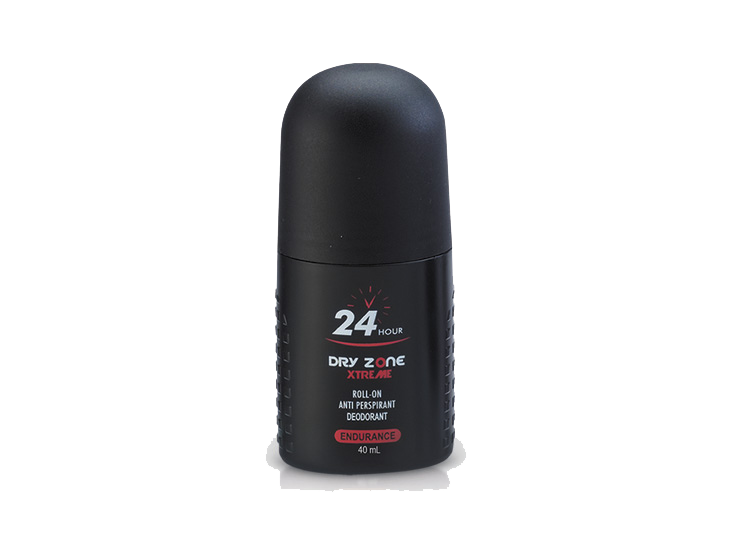 24 HOUR
DRY ZONE
XTREME
ROLL-ON
ANTI PERSPIRANT
DEODORANT
ENDURANCE
40 mL